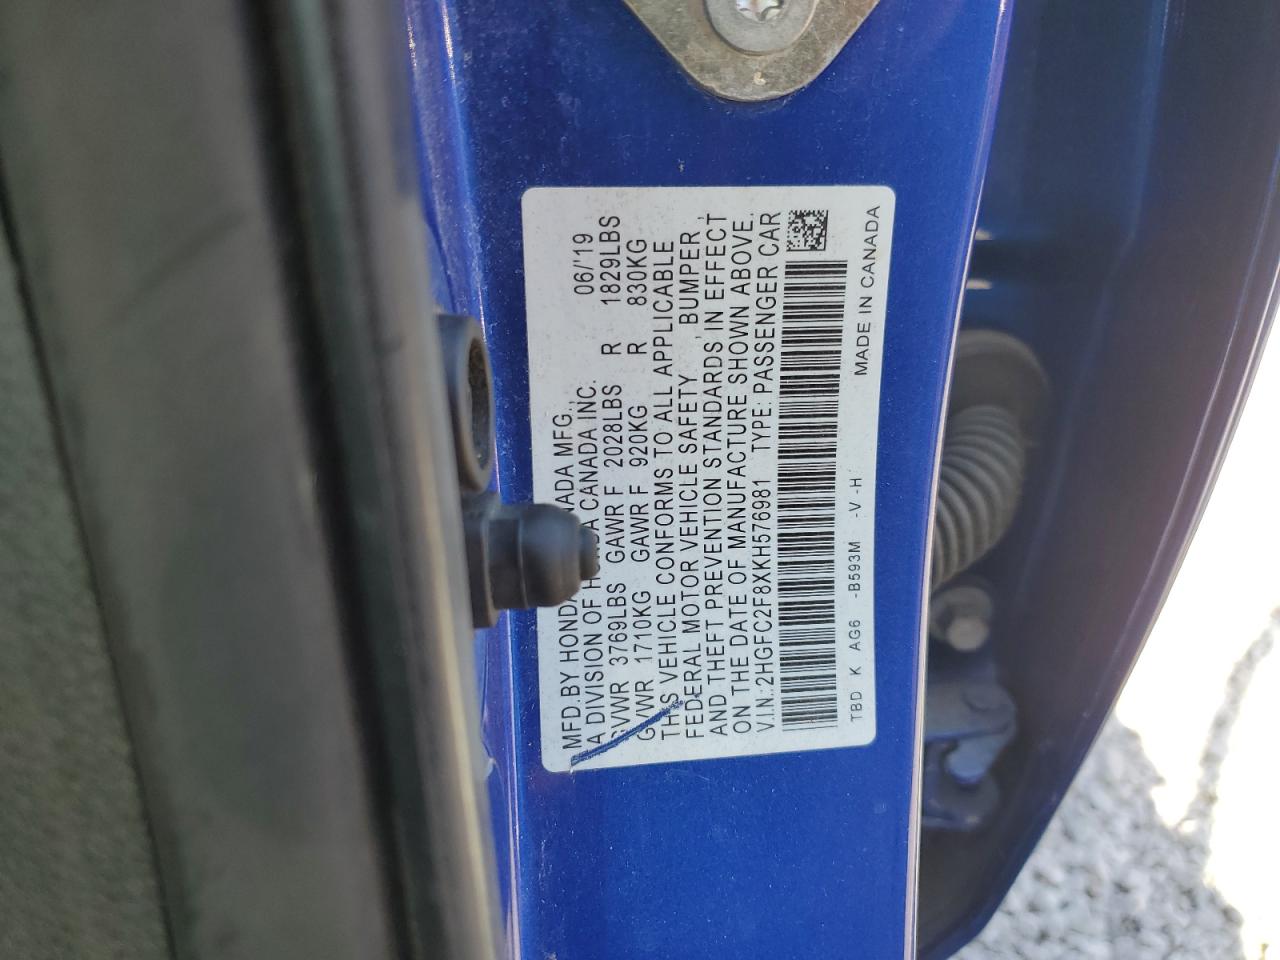 MFD.BY HONDA CANADA MFG., 06/'19
A DIVISION OF HONDA CANADA INC.
GVWR 3769LBS GAWR F 2028LBS R 1829LBS
GVWR 1710KG GAWR F 920KG R 830KG
THIS VEHICLE CONFORMS TO ALL APPLICABLE
FEDERAL MOTOR VEHICLE SAFETY, BUMPER,
AND THEFT PREVENTION STANDARDS IN EFFECT
ON THE DATE OF MANUFACTURE SHOWN ABOVE.
V.I.N.:2HGFC2F8XKH576981 TYPE: PASSENGER CAR
TBD K AG6 -B593M -V -H MADE IN CANADA